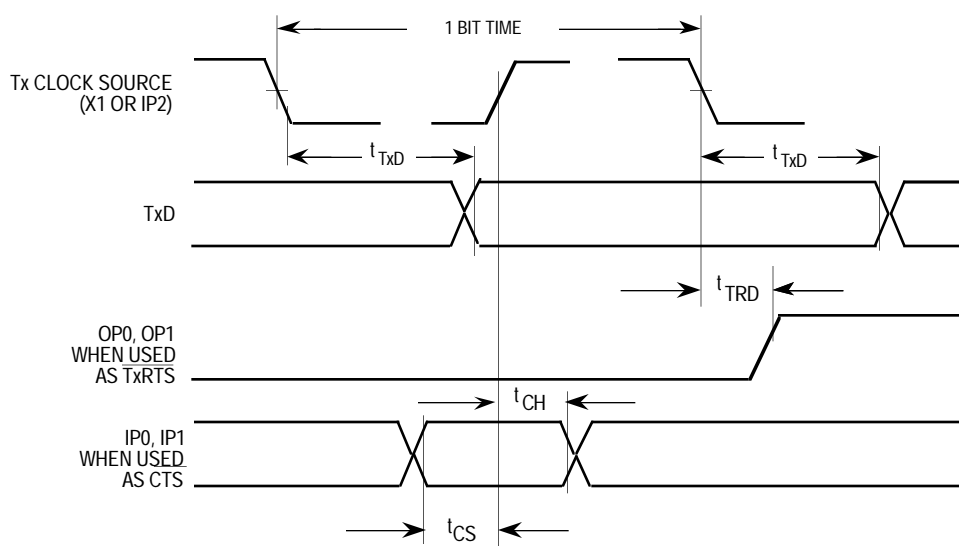 1 BIT TIME
Tx CLOCK SOURCE
(X1 OR IP2)
tTxD
tTxD
TxD
tTRD
OP0, OP1
WHEN USED
AS TxRTS
tCH
IP0, IP1
WHEN USED
AS CTS
tCS